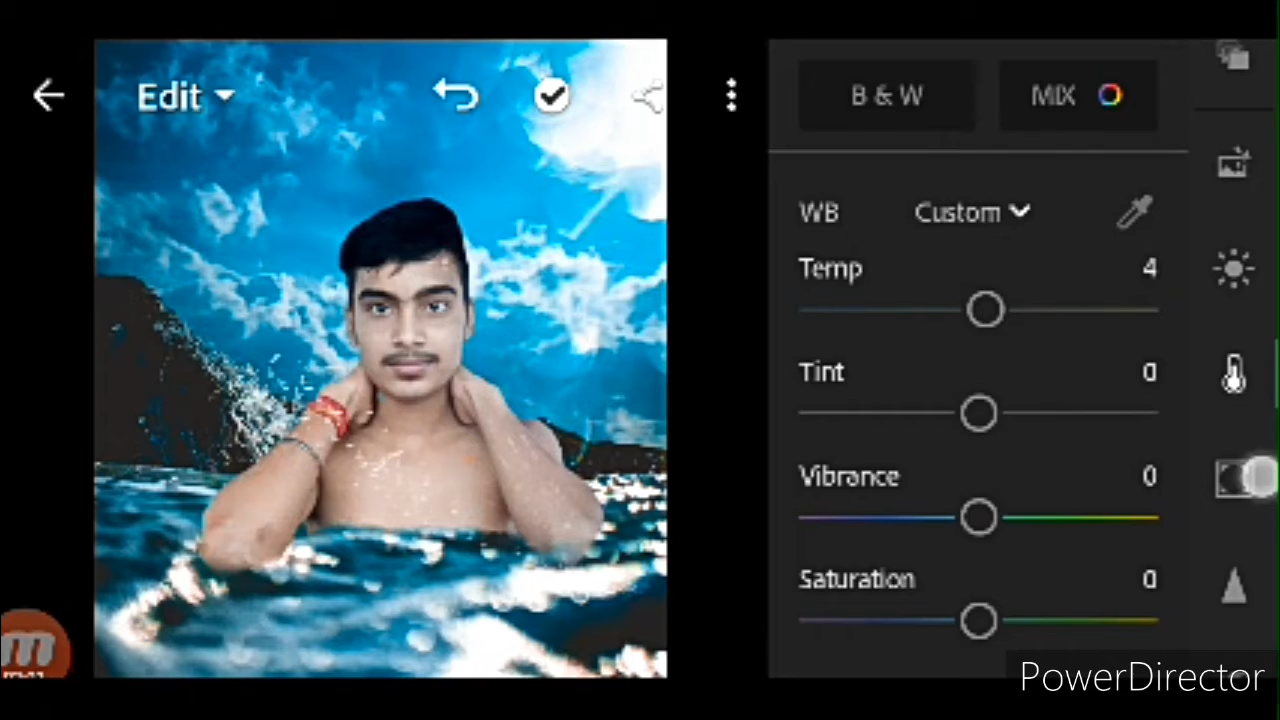 Edit
B & W
MIX
WB
Custom
Temp
4
Tint
0
Vibrance
0
Saturation
0
PowerDirector